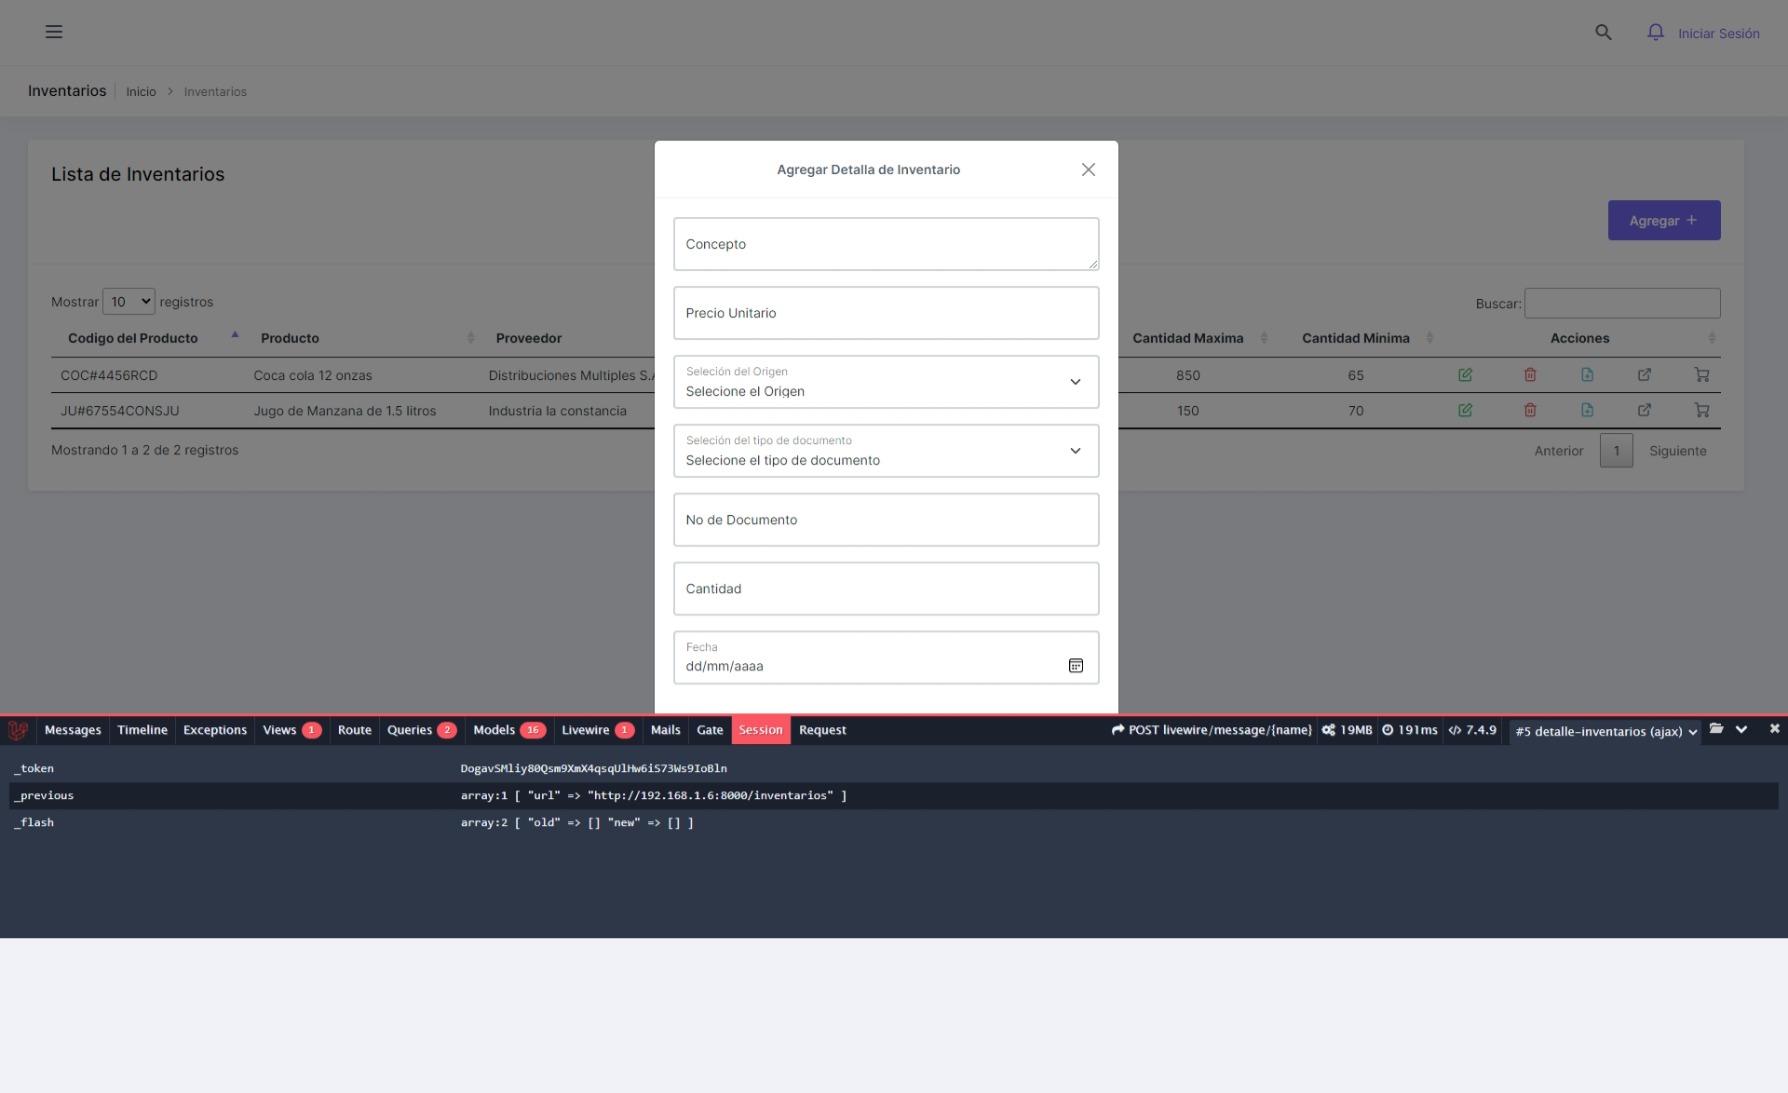 Iniciar Sesión
Inventarios Inicio > Inventarios
Lista de Inventarios
Agregar +
Mostrar 10 registros
Buscar:
Codigo del Producto Producto Proveedor Cantidad Maxima Cantidad Minima Acciones
COC#4456RCD Coca cola 12 onzas Distribuciones Multiples S. 850 65
JU#67554CONSJU Jugo de Manzana de 1.5 litros Industria la constancia 150 70
Mostrando 1 a 2 de 2 registros
Anterior 1 Siguiente
Agregar Detalla de Inventario
Concepto
Precio Unitario
Seleción del Origen
Selecione el Origen
Seleción del tipo de documento
Selecione el tipo de documento
No de Documento
Cantidad
Fecha
dd/mm/aaaa
Messages Timeline Exceptions Views 1 Route Queries 2 Models 16 Livewire 1 Mails Gate Session Request POST livewire/message/{name} 19MB 191ms </> 7.4.9 #5 detalle-inventarios (ajax)
_token DogavSMliy80Qsm9XmX4qsqUlHw6iS73Ws9IoBln
_previous array:1 [ "url" => "http://192.168.1.6:8000/inventarios" ]
_flash array:2 [ "old" => [] "new" => [] ]